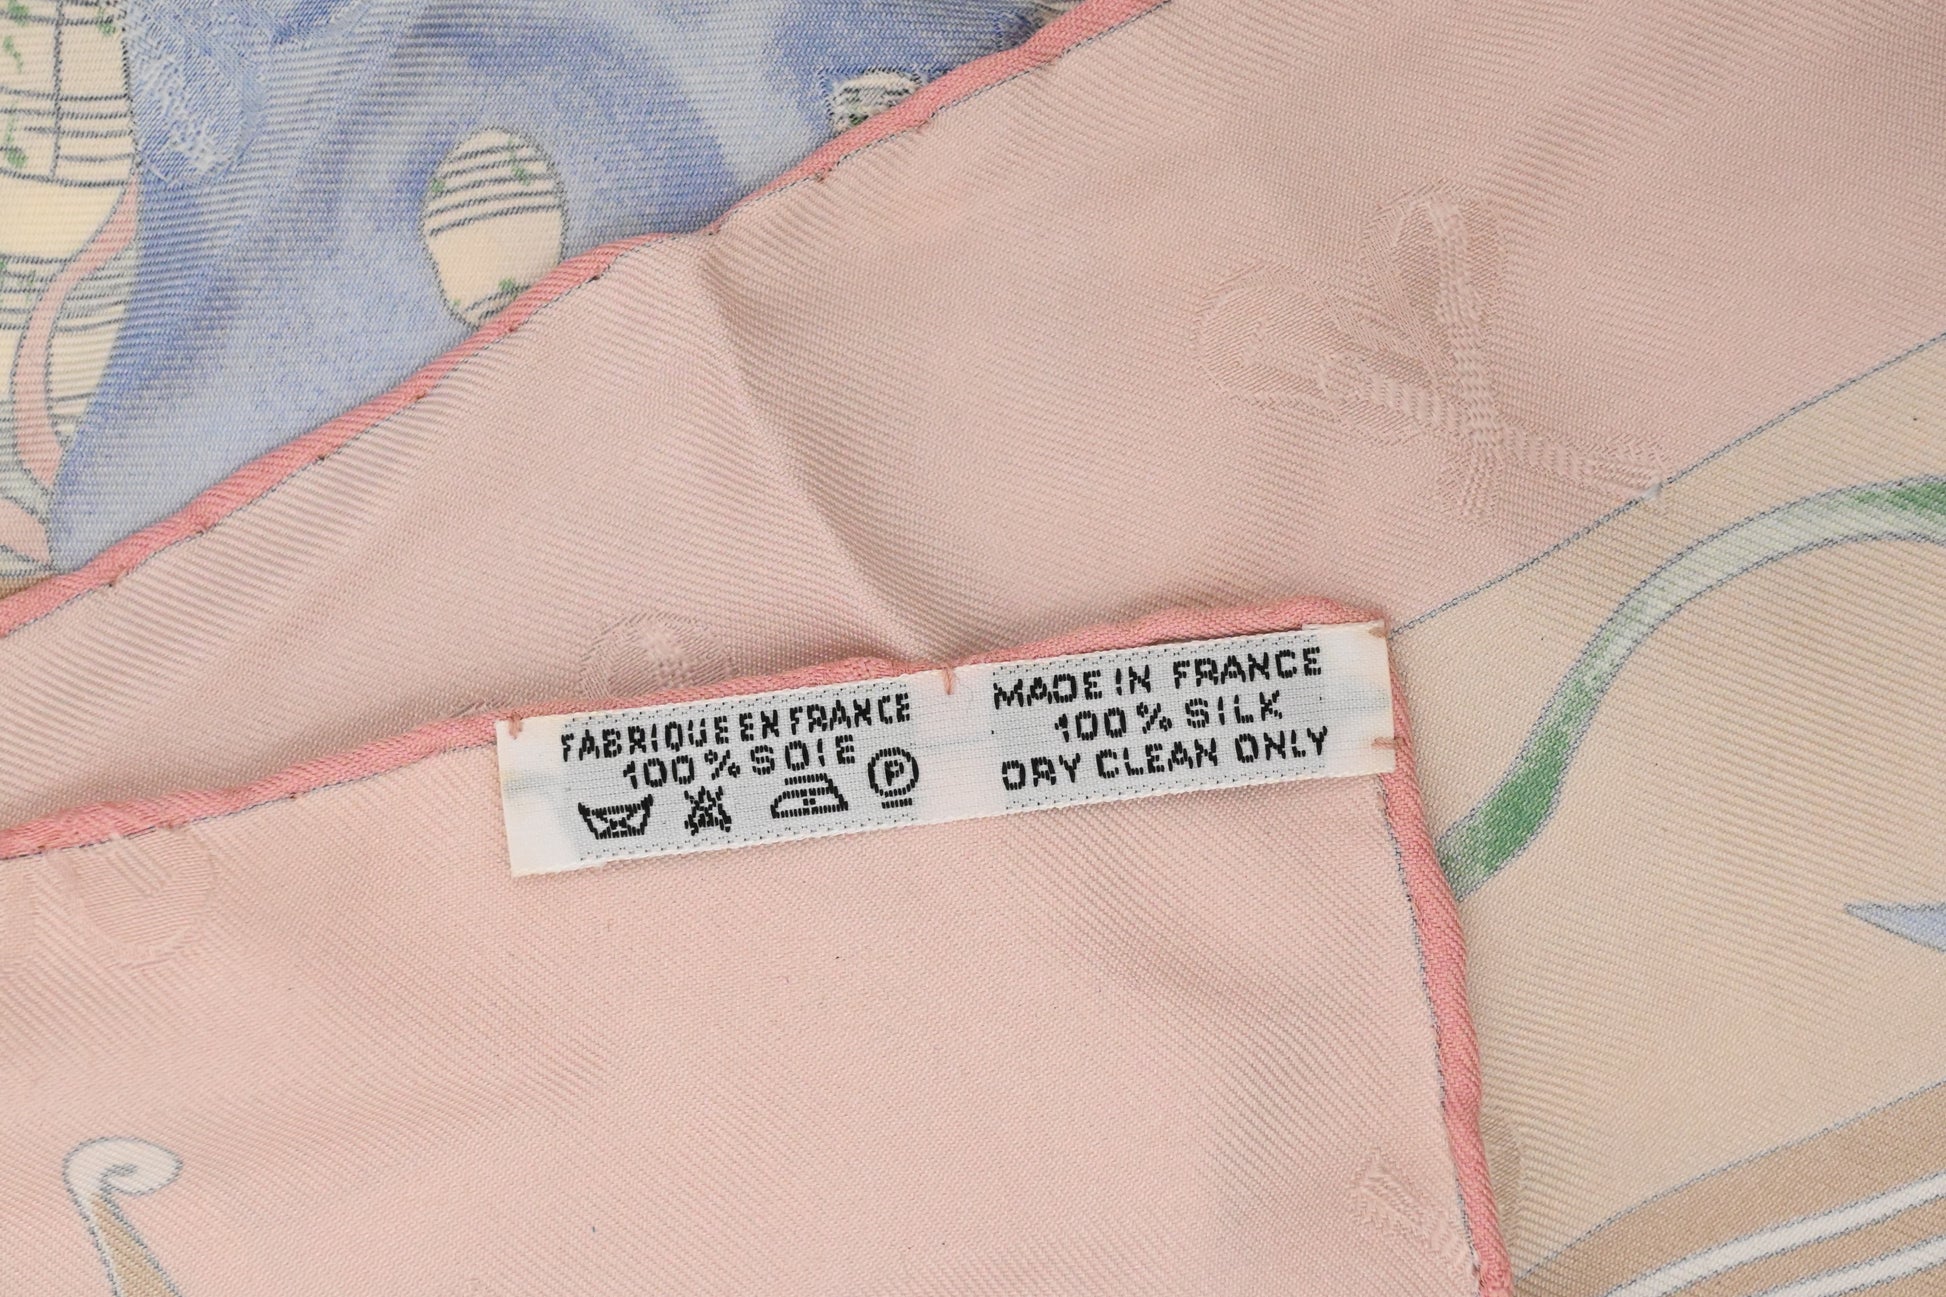 FABRIQUE EN FRANCE
100% SOIE
P
MADE IN FRANCE
100% SILK
DRY CLEAN ONLY